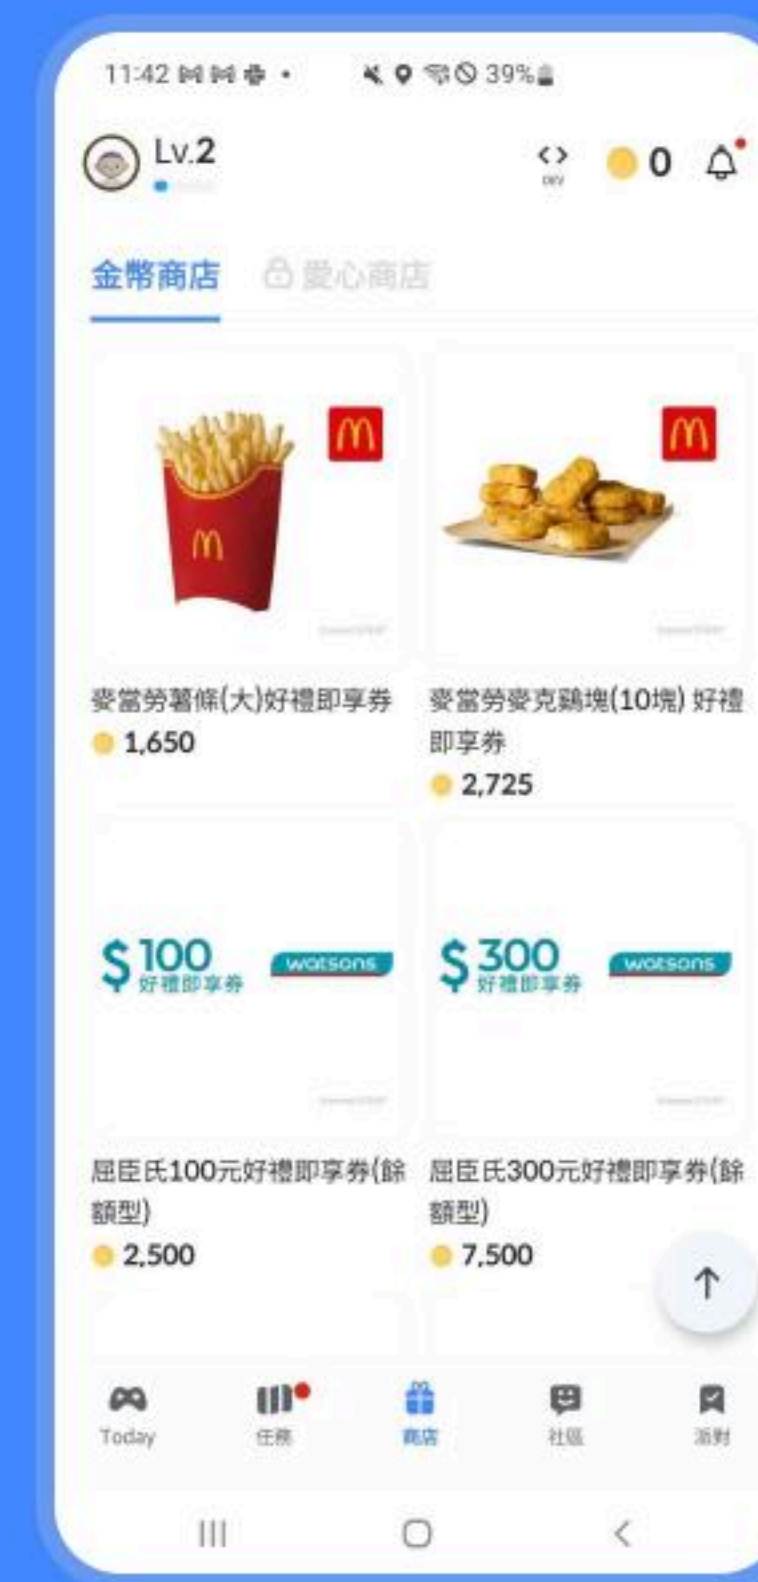 11:42
39%
Lv.2
DEV
0
金幣商店
愛心商店
麥當勞薯條(大)好禮即享券
1,650
麥當勞麥克鷄塊(10塊) 好禮
即享券
2,725
$100
好禮即享券
watsons
$300
好禮即享券
watsons
屈臣氏100元好禮即享券(餘
額型)
2,500
屈臣氏300元好禮即享券(餘
額型)
7,500
Today
任務
商店
社區
派對